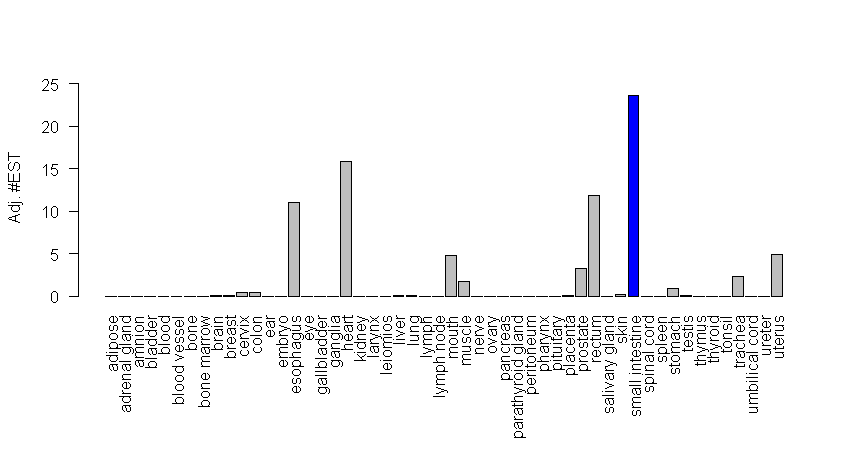 Adj. #EST
25
20
15
10
5
0
adipose
adrenal gland
amnion
bladder
blood
blood vessel
bone
bone marrow
brain
breast
cervix
colon
ear
embryo
esophagus
eye
gallbladder
ganglia
heart
kidney
larynx
leiomios
liver
lung
lymph
lymph node
mouth
muscle
nerve
ovary
pancreas
parathyroid gland
peritoneum
pharynx
pituitary
placenta
prostate
rectum
salivary gland
skin
small intestine
spinal cord
spleen
stomach
testis
thymus
thyroid
tonsil
trachea
umbilical cord
ureter
uterus